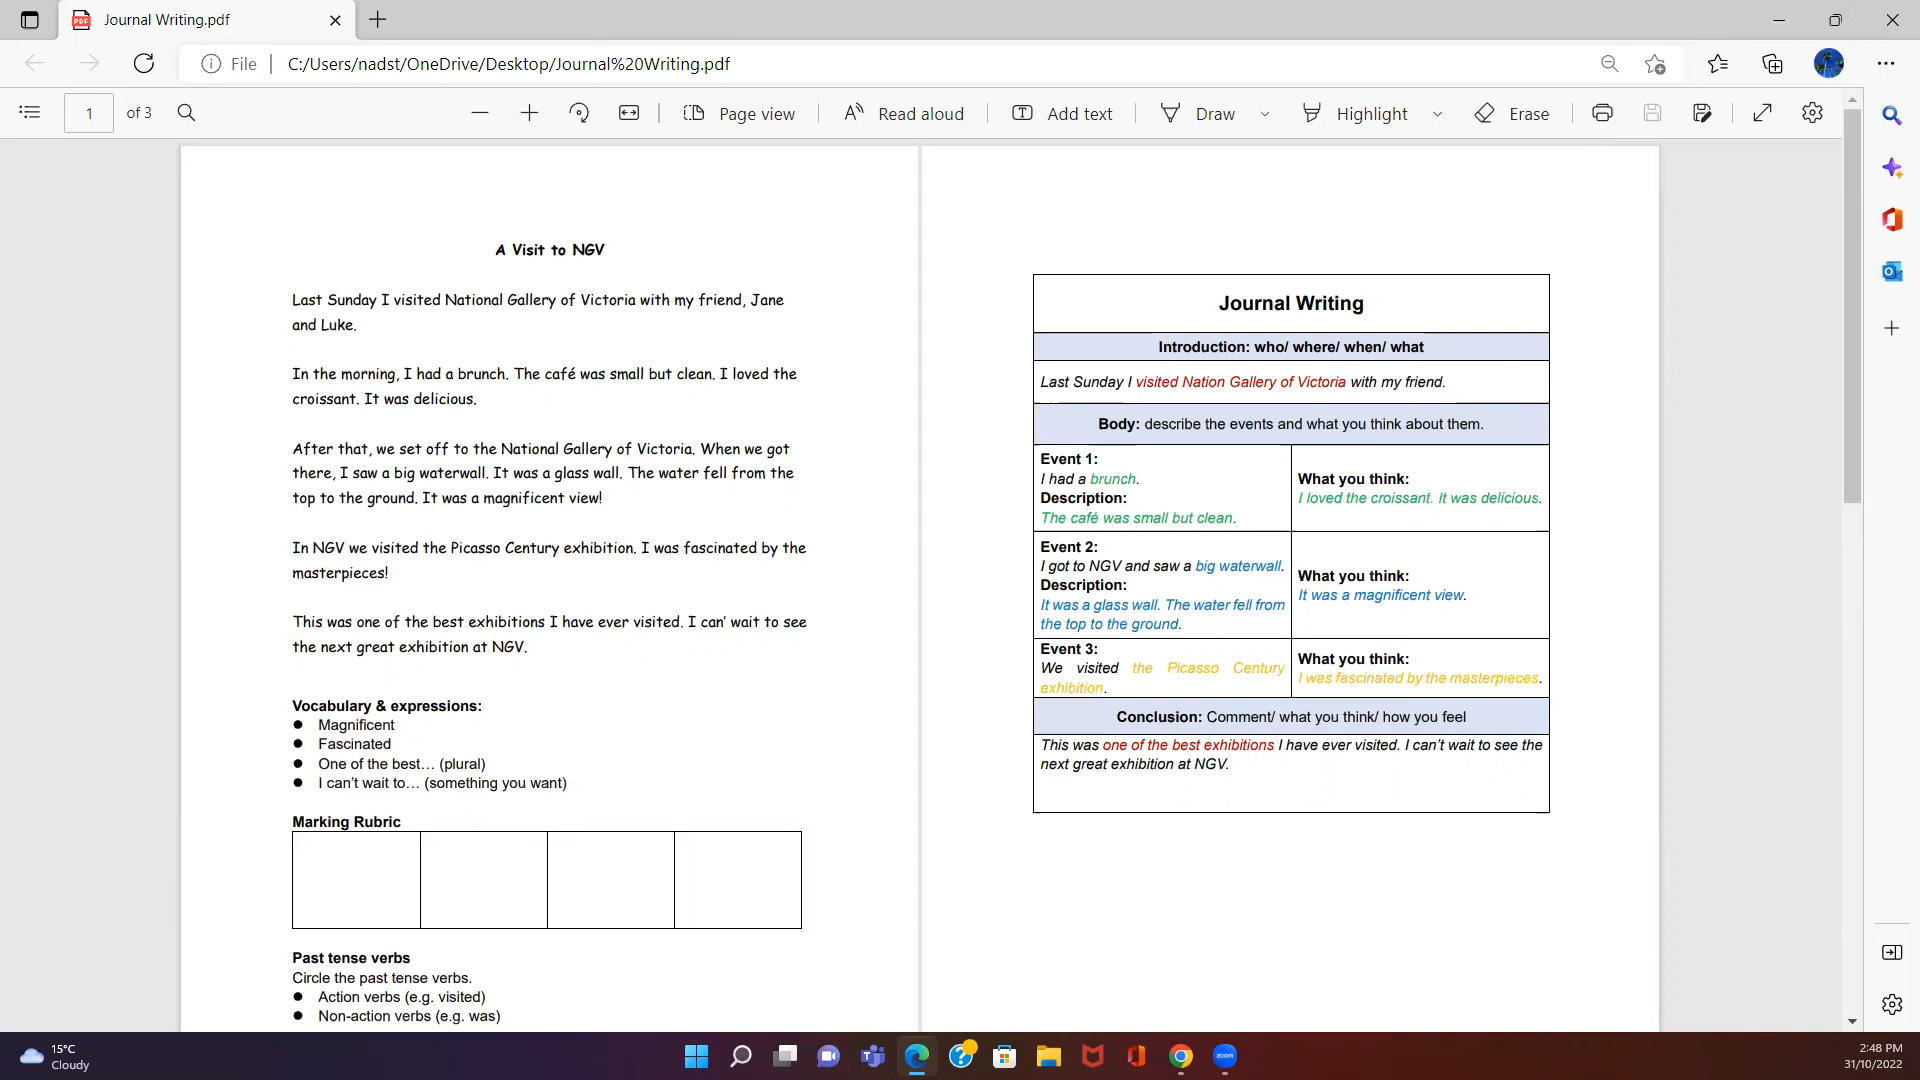 Journal Writing.pdf
File
C:/Users/nadst/OneDrive/Desktop/Journal%20Writing.pdf
1 of 3
Page view
Read aloud
Add text
Draw
Highlight
Erase
A Visit to NGV
Last Sunday I visited National Gallery of Victoria with my friend, Jane
and Luke.
In the morning, I had a brunch. The café was small but clean. I loved the
croissant. It was delicious.
After that, we set off to the National Gallery of Victoria. When we got
there, I saw a big waterwall. It was a glass wall. The water fell from the
top to the ground. It was a magnificent view!
In NGV we visited the Picasso Century exhibition. I was fascinated by the
masterpieces!
This was one of the best exhibitions I have ever visited. I can' wait to see
the next great exhibition at NGV.
Vocabulary & expressions:
● Magnificent
● Fascinated
● One of the best… (plural)
● I can't wait to… (something you want)
Marking Rubric
Past tense verbs
Circle the past tense verbs.
● Action verbs (e.g. visited)
● Non-action verbs (e.g. was)
Journal Writing
Introduction: who/ where/ when/ what
Last Sunday I visited Nation Gallery of Victoria with my friend.
Body: describe the events and what you think about them.
Event 1:
I had a brunch.
Description:
The café was small but clean.
What you think:
I loved the croissant. It was delicious.
Event 2:
I got to NGV and saw a big waterwall.
Description:
It was a glass wall. The water fell from
the top to the ground.
What you think:
It was a magnificent view.
Event 3:
We visited the Picasso Century
exhibition.
What you think:
I was fascinated by the masterpieces.
Conclusion: Comment/ what you think/ how you feel
This was one of the best exhibitions I have ever visited. I can't wait to see the
next great exhibition at NGV.
15°C
Cloudy
zoom
2:48 PM
31/10/2022